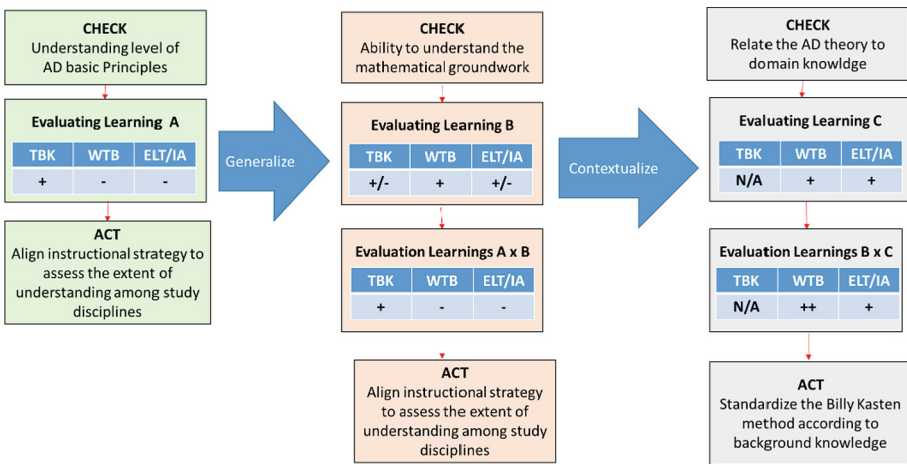 CHECK
Understanding level of
AD basic Principles
Evaluating Learning A
TBK WTB ELT/IA
+ - -
ACT
Align instructional strategy to
assess the extent of
understanding among study
disciplines
Generalize
CHECK
Ability to understand the
mathematical groundwork
Evaluating Learning B
TBK WTB ELT/IA
+/- + +/-
Evaluation Learnings A x B
TBK WTB ELT/IA
+ - -
ACT
Align instructional strategy
to assess the extent of
understanding among study
disciplines
Contextualize
CHECK
Relate the AD theory to
domain knowldge
Evaluating Learning C
TBK WTB ELT/IA
N/A + +
Evaluation Learnings B x C
TBK WTB ELT/IA
N/A ++ +
ACT
Standardize the Billy Kasten
method according to
background knowledge